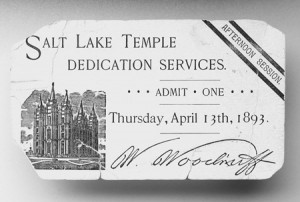 AFTERNOON SESSION
SALT LAKE TEMPLE
DEDICATION SERVICES.
ADMIT · ONE
Thursday, April 13th, 1893.
W. Woodruff